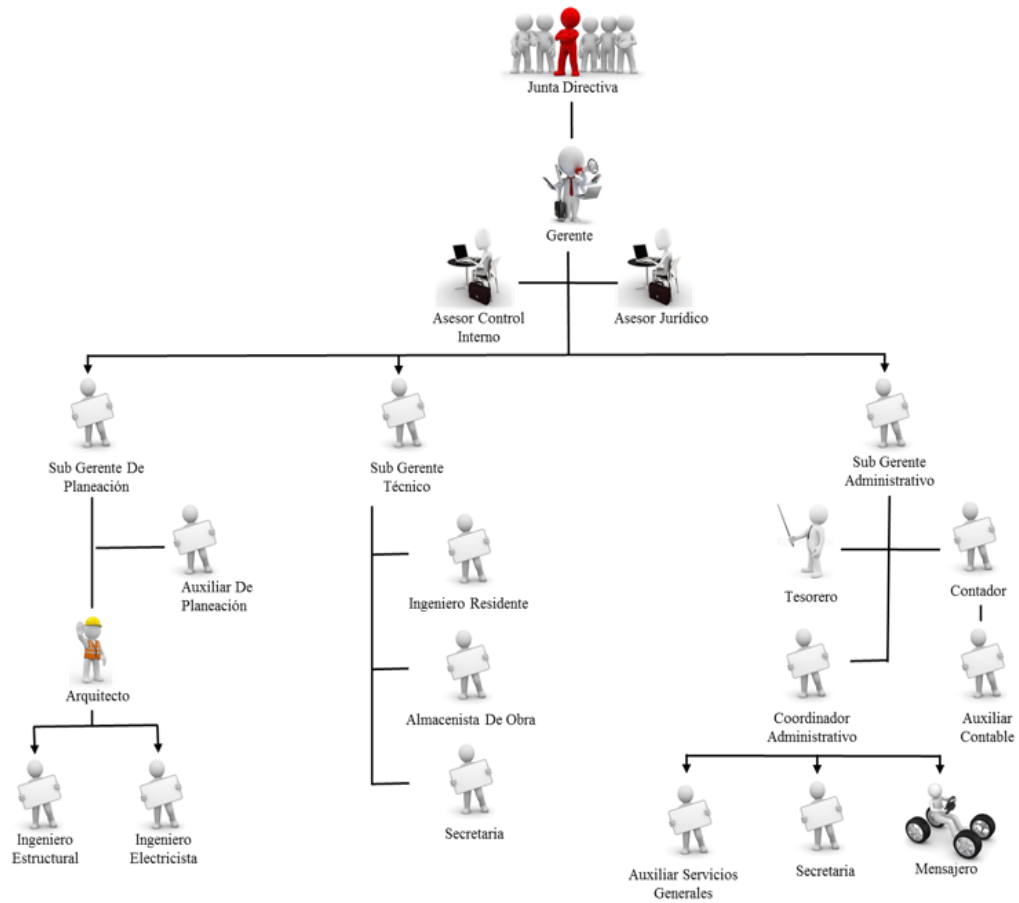 Junta Directiva
Gerente
Asesor Control
Interno
Asesor Jurídico
Sub Gerente De
Planeación
Sub Gerente
Técnico
Sub Gerente
Administrativo
Auxiliar De
Planeación
Ingeniero Residente
Tesorero
Contador
Arquitecto
Almacenista De Obra
Coordinador
Administrativo
Auxiliar
Contable
Ingeniero
Estructural
Ingeniero
Electricista
Secretaria
Auxiliar Servicios
Generales
Secretaria
Mensajero